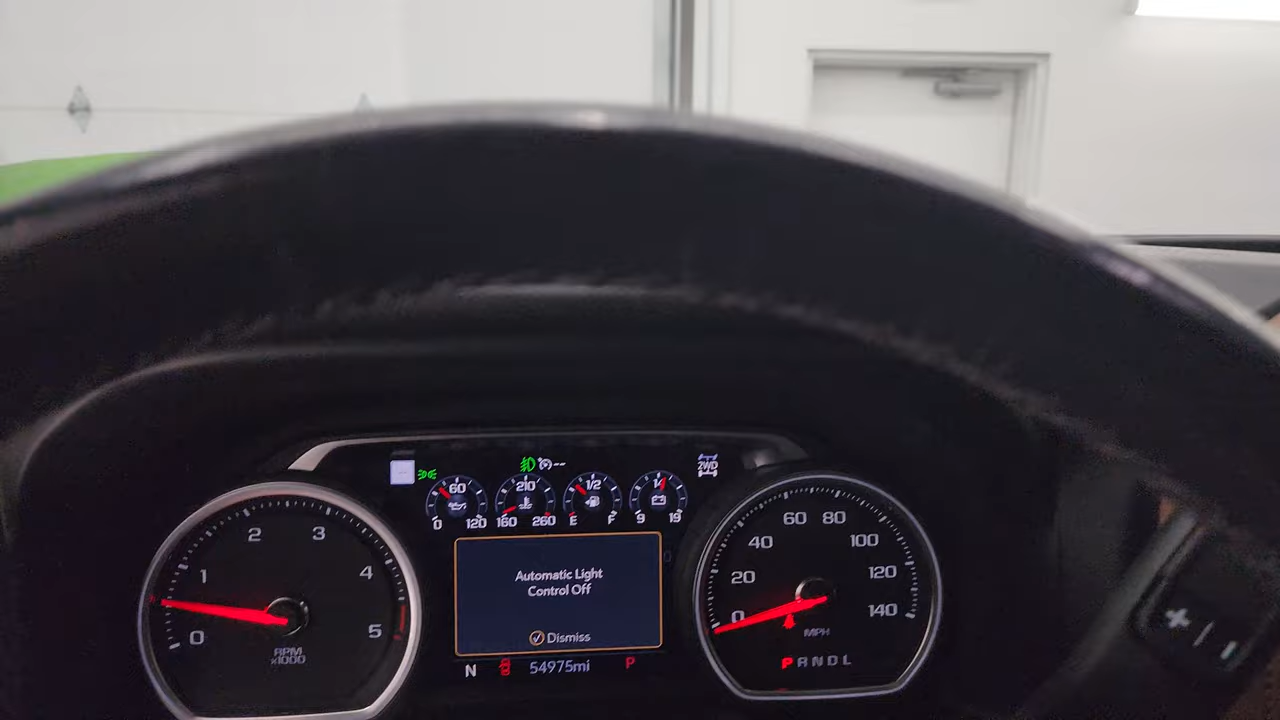 2WD
60
210
1/2
14
0 120
160 260
E F
9 19
0 1 2 3 4 5
RPM
x1000
Automatic Light
Control Off
Dismiss
N 54975mi P
0 20 40 60 80 100 120 140
MPH
PRNDL